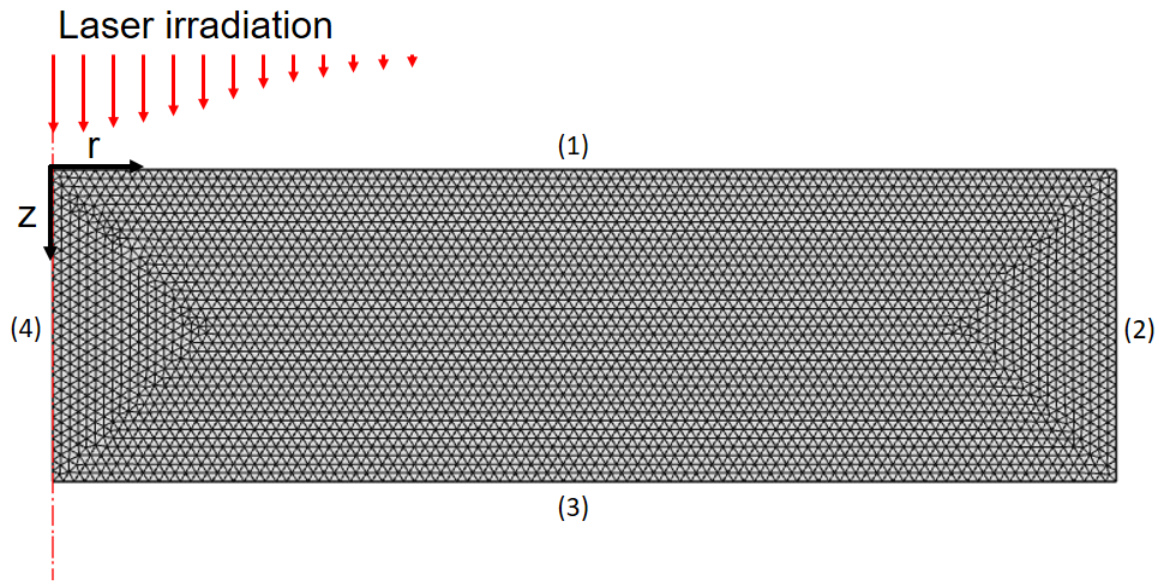 Laser irradiation
r
(1)
z
(4)
(2)
(3)